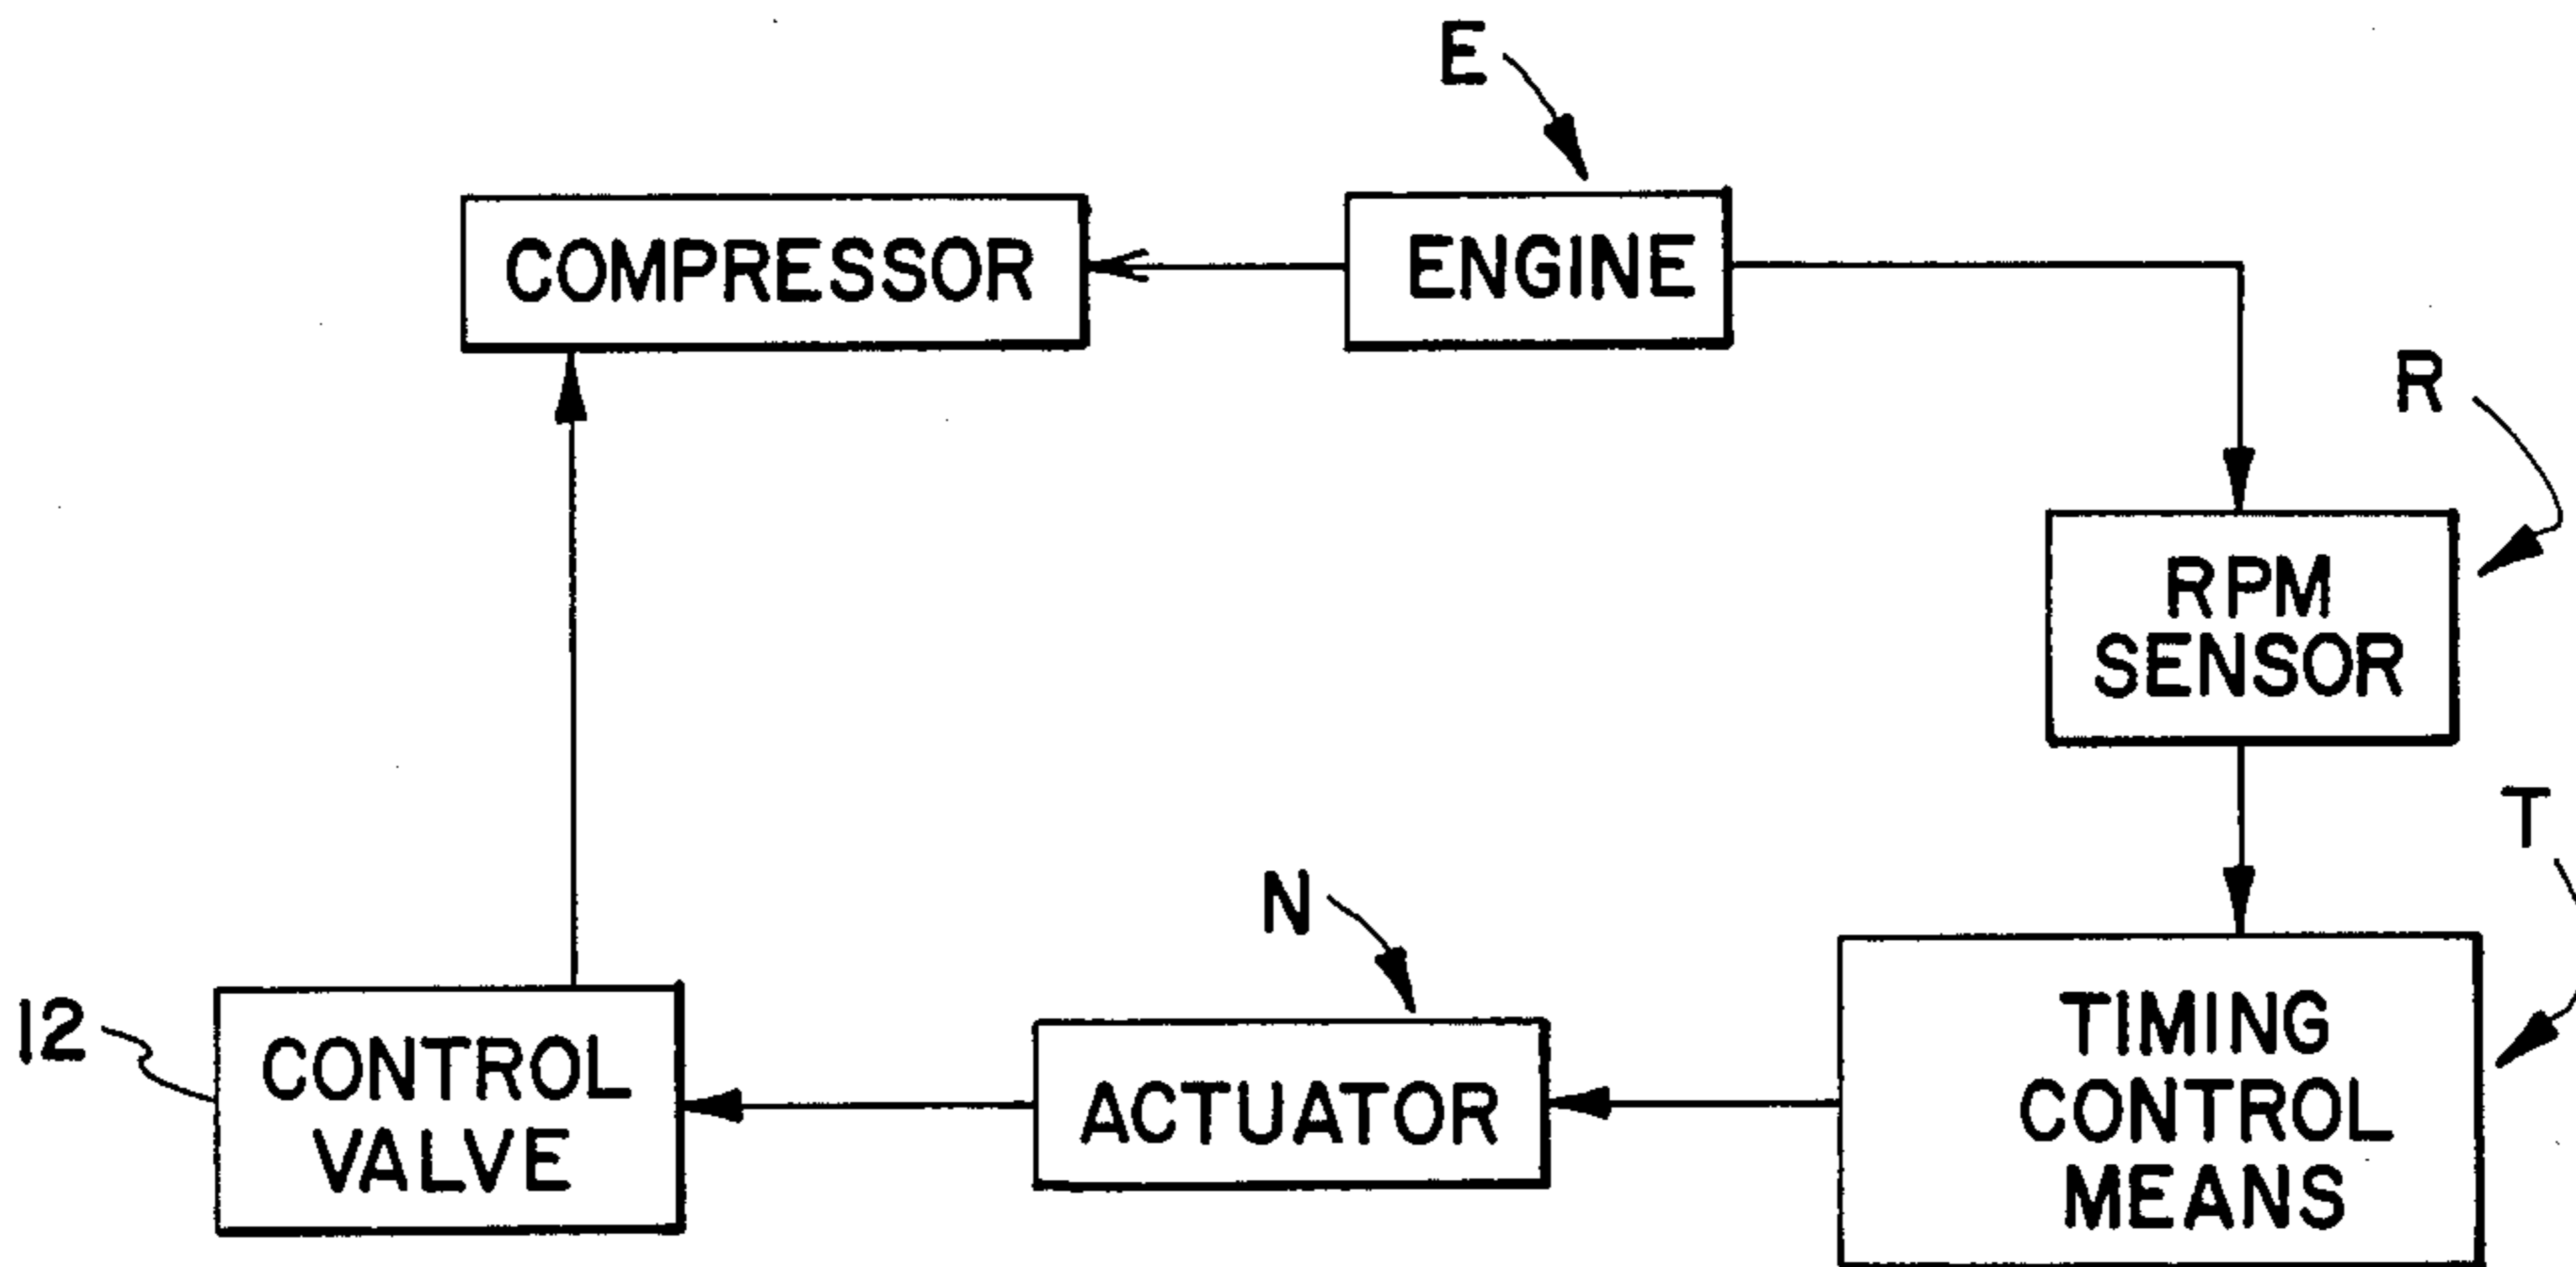 E
COMPRESSOR
ENGINE
R
RPM
SENSOR
T
N
12
CONTROL
VALVE
ACTUATOR
TIMING
CONTROL
MEANS